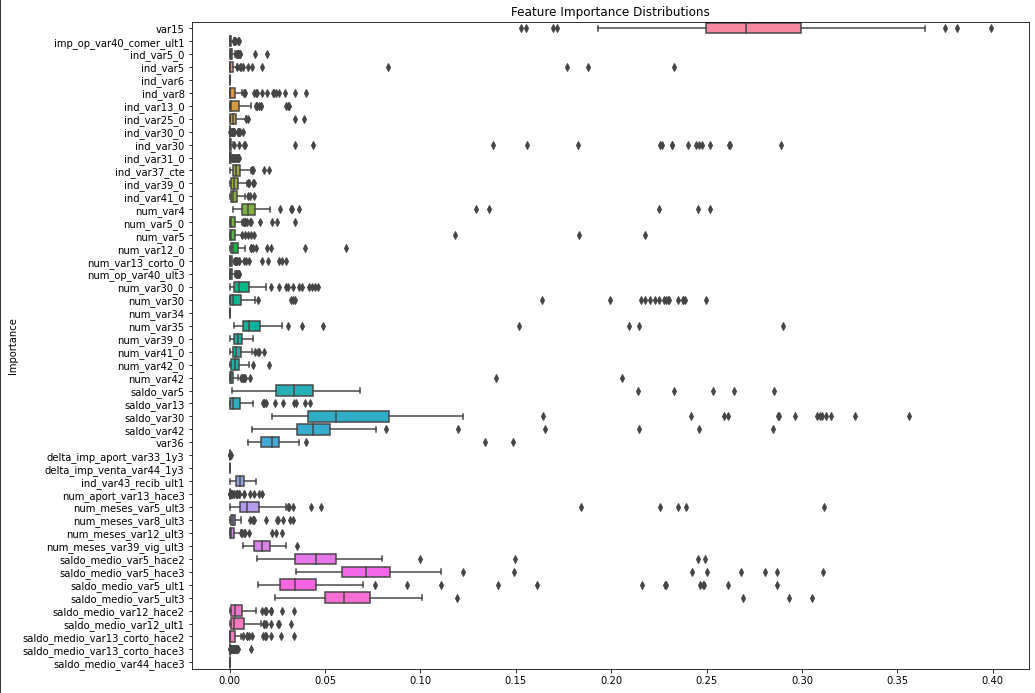 Feature Importance Distributions
var15
imp_op_var40_comer_ult1
ind_var5_0
ind_var5
ind_var6
ind_var8
ind_var13_0
ind_var25_0
ind_var30_0
ind_var30
ind_var31_0
ind_var37_cte
ind_var39_0
ind_var41_0
num_var4
num_var5_0
num_var5
num_var12_0
num_var13_corto_0
num_op_var40_ult3
num_var30_0
num_var30
num_var34
num_var35
num_var39_0
num_var41_0
num_var42_0
num_var42
saldo_var5
saldo_var13
saldo_var30
saldo_var42
var36
delta_imp_aport_var33_1y3
delta_imp_venta_var44_1y3
ind_var43_recib_ult1
num_aport_var13_hace3
num_meses_var5_ult3
num_meses_var8_ult3
num_meses_var12_ult3
num_meses_var39_vig_ult3
saldo_medio_var5_hace2
saldo_medio_var5_hace3
saldo_medio_var5_ult1
saldo_medio_var5_ult3
saldo_medio_var12_hace2
saldo_medio_var12_ult1
saldo_medio_var13_corto_hace2
saldo_medio_var13_corto_hace3
saldo_medio_var44_hace3
Importance
0.00 0.05 0.10 0.15 0.20 0.25 0.30 0.35 0.40